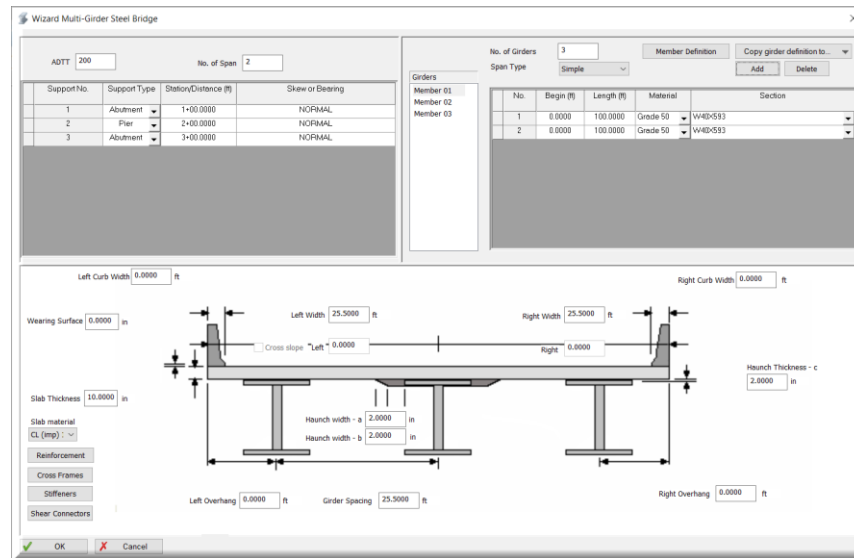 Wizard Multi-Girder Steel Bridge
ADTT 200 No. of Span 2
Support No. Support Type Station/Distance (ft) Skew or Bearing
1 Abutment 1+00.0000 NORMAL
2 Pier 2+00.0000 NORMAL
3 Abutment 3+00.0000 NORMAL
Girders
Member 01
Member 02
Member 03
No. of Girders 3 Member Definition Copy girder definition to...
Span Type Simple Add Delete
No. Begin (ft) Length (ft) Material Section
1 0.0000 100.0000 Grade 50 W40X593
2 0.0000 100.0000 Grade 50 W40X593
Left Curb Width 0.0000 ft Right Curb Width 0.0000 ft
Wearing Surface 0.0000 in Left Width 25.5000 ft Right Width 25.5000 ft
Cross slope "Left" 0.0000 Right 0.0000
Haunch Thickness - c
2.0000 in
Slab Thickness 10.0000 in
Haunch width - a 2.0000 in
Haunch width - b 2.0000 in
Slab material
CL (imp) :
Reinforcement
Cross Frames
Stiffeners
Shear Connectors
Left Overhang 0.0000 ft Girder Spacing 25.5000 ft Right Overhang 0.0000 ft
OK Cancel